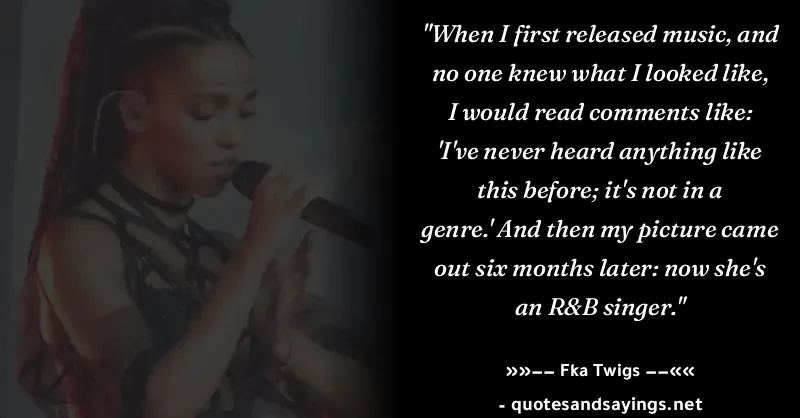 "When I first released music, and
no one knew what I looked like,
I would read comments like:
'I've never heard anything like
this before; it's not in a
genre.' And then my picture came
out six months later: now she's
an R&B singer."
»»–– Fka Twigs ––««
- quotesandsayings.net